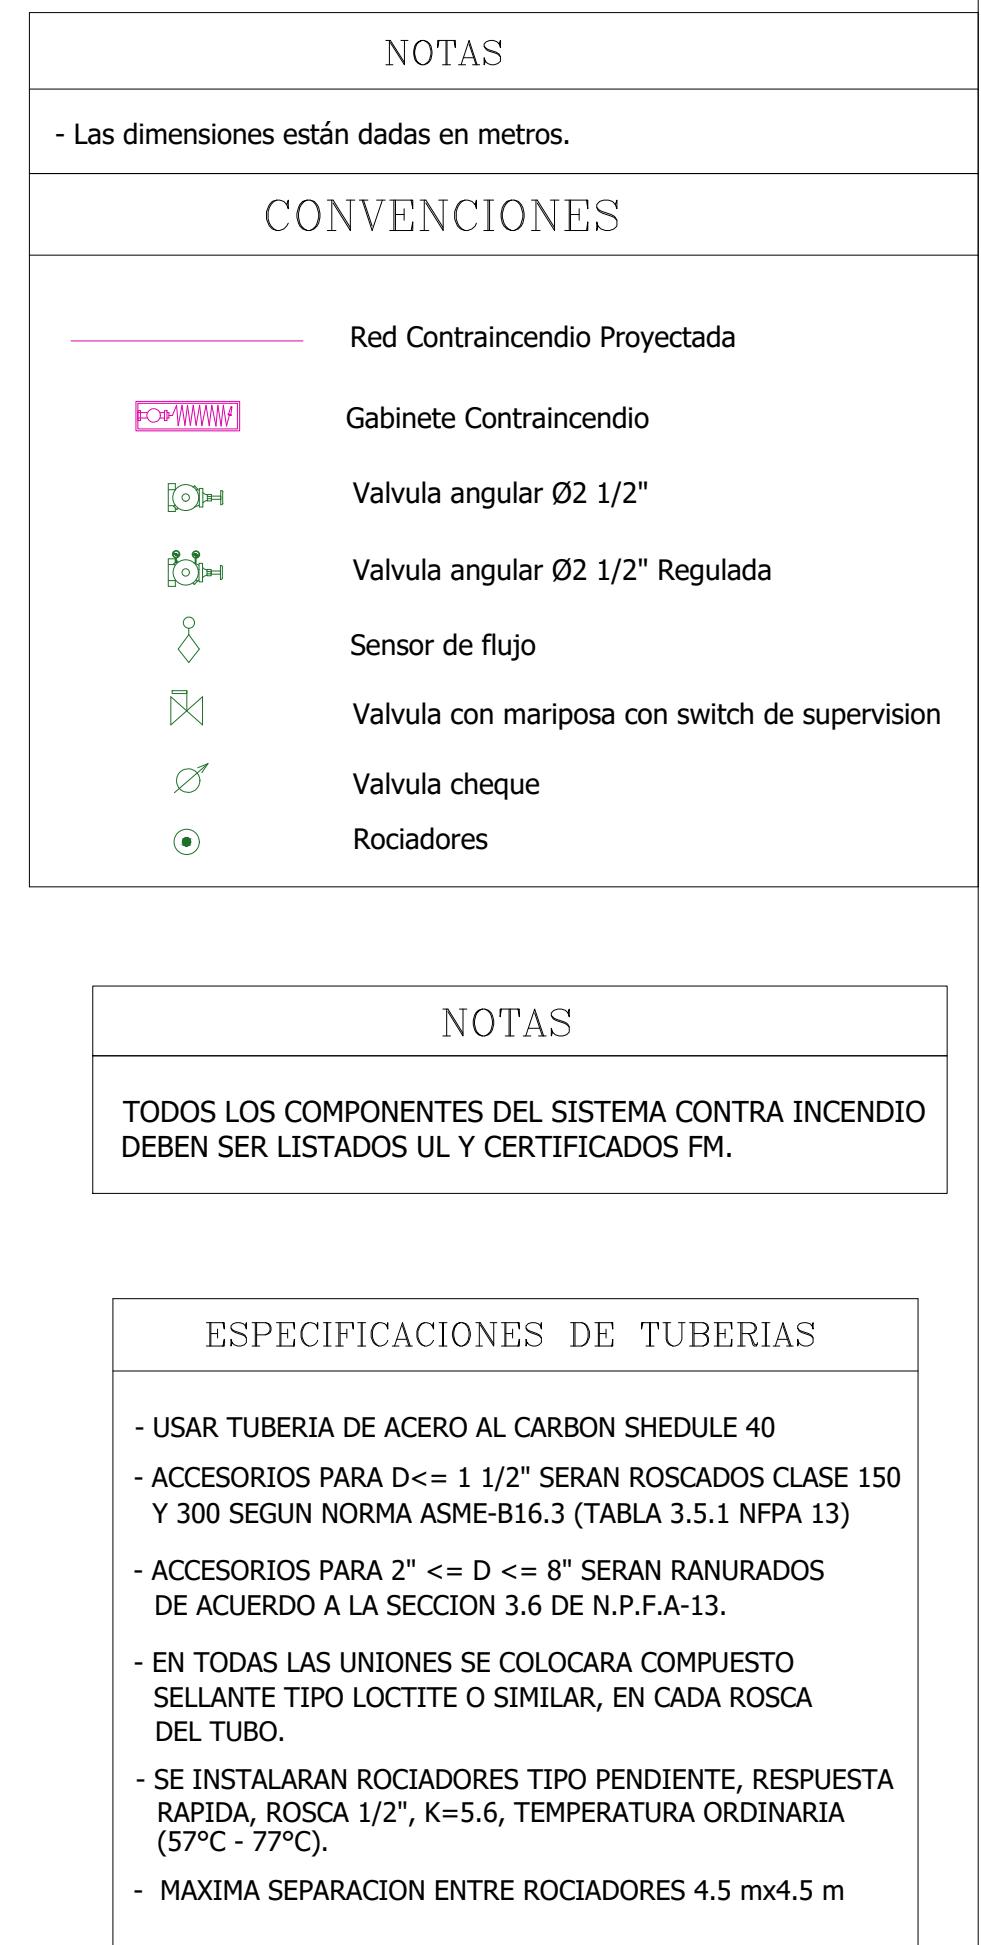 NOTAS
- Las dimensiones están dadas en metros.
CONVENCIONES
Red Contraincendio Proyectada
Gabinete Contraincendio
Valvula angular Ø2 1/2"
Valvula angular Ø2 1/2" Regulada
Sensor de flujo
Valvula con mariposa con switch de supervision
Valvula cheque
Rociadores
NOTAS
TODOS LOS COMPONENTES DEL SISTEMA CONTRA INCENDIO
DEBEN SER LISTADOS UL Y CERTIFICADOS FM.
ESPECIFICACIONES DE TUBERIAS
- USAR TUBERIA DE ACERO AL CARBON SHEDULE 40
- ACCESORIOS PARA D<= 1 1/2" SERAN ROSCADOS CLASE 150
Y 300 SEGUN NORMA ASME-B16.3 (TABLA 3.5.1 NFPA 13)
- ACCESORIOS PARA 2" <= D <= 8" SERAN RANURADOS
DE ACUERDO A LA SECCION 3.6 DE N.P.F.A-13.
- EN TODAS LAS UNIONES SE COLOCARA COMPUESTO
SELLANTE TIPO LOCTITE O SIMILAR, EN CADA ROSCA
DEL TUBO.
- SE INSTALARAN ROCIADORES TIPO PENDIENTE, RESPUESTA
RAPIDA, ROSCA 1/2", K=5.6, TEMPERATURA ORDINARIA
(57°C - 77°C).
- MAXIMA SEPARACION ENTRE ROCIADORES 4.5 mx4.5 m